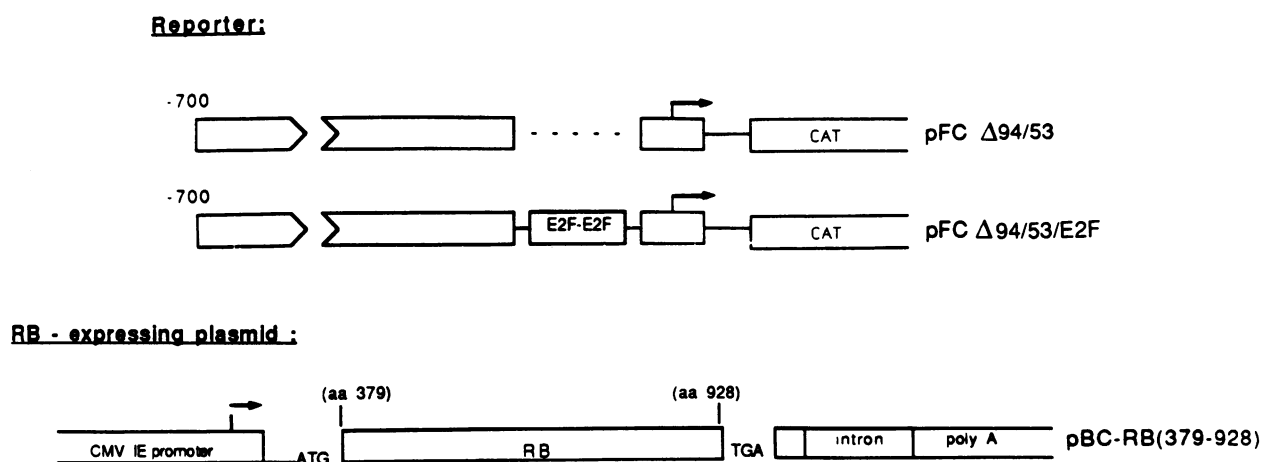 Reporter:
-700
CAT pFC Δ94/53
-700
E2F-E2F CAT pFC Δ94/53/E2F
RB - expressing plasmid :
(aa 379) (aa 928)
CMV IE promoter ATG RB TGA intron poly A pBC-RB(379-928)